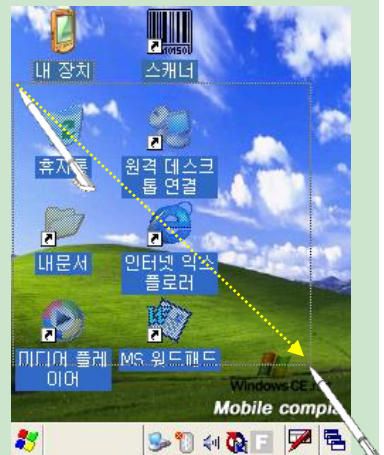 내 장치
스캐너
휴지통
원격 데스크
톱 연결
내문서
인터넷 익스
플로러
미디어 플레
이어
MS 워드패드
Windows CE
Mobile compia
F